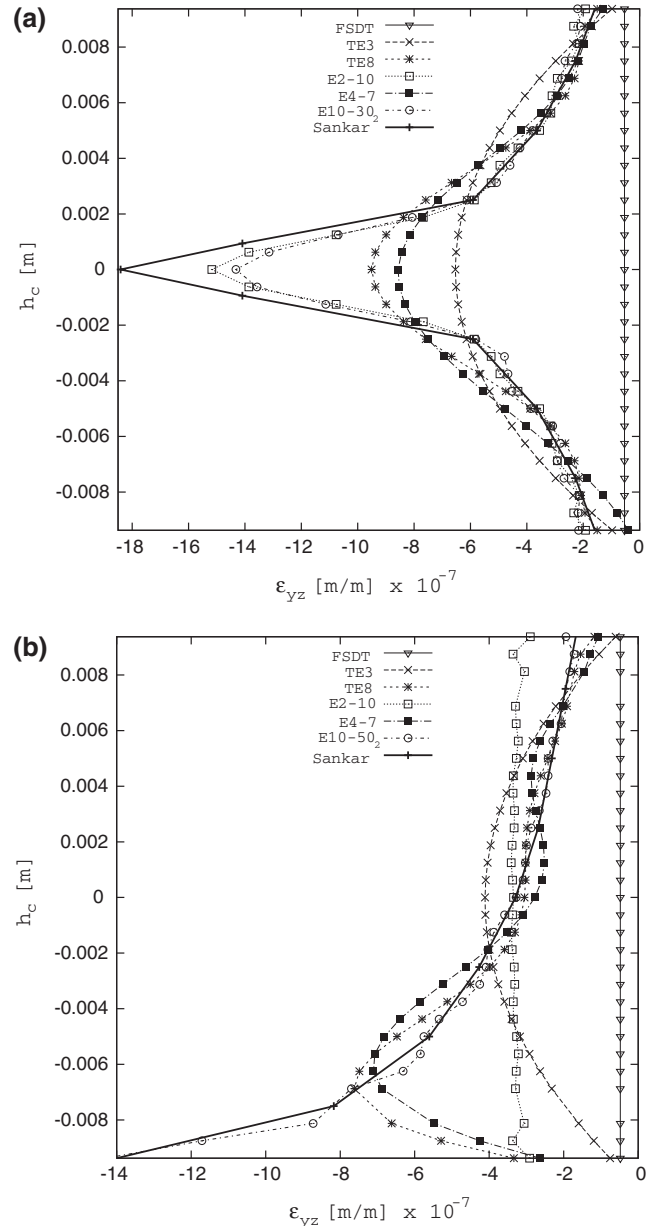 (a)
0.008
0.006
0.004
0.002
0
-0.002
-0.004
-0.006
-0.008
h_c [m]
FSDT
TE3
TE8
E2-10
E4-7
E10-30₂
Sankar
-18 -16 -14 -12 -10 -8 -6 -4 -2 0
ε_yz [m/m] x 10⁻⁷
(b)
0.008
0.006
0.004
0.002
0
-0.002
-0.004
-0.006
-0.008
h_c [m]
FSDT
TE3
TE8
E2-10
E4-7
E10-50₂
Sankar
-14 -12 -10 -8 -6 -4 -2 0
ε_yz [m/m] x 10⁻⁷